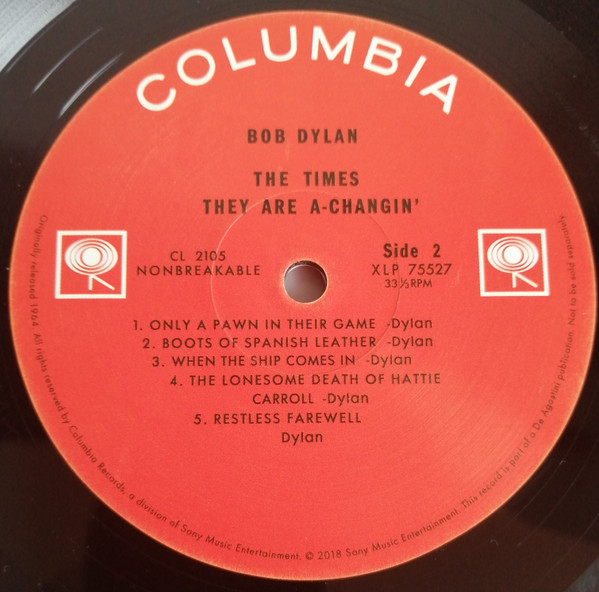 COLUMBIA
BOB DYLAN
THE TIMES
THEY ARE A-CHANGIN'
CL 2105
NONBREAKABLE
Side 2
XLP 75527
33⅓RPM
1. ONLY A PAWN IN THEIR GAME -Dylan
2. BOOTS OF SPANISH LEATHER -Dylan
3. WHEN THE SHIP COMES IN -Dylan
4. THE LONESOME DEATH OF HATTIE
CARROLL -Dylan
5. RESTLESS FAREWELL
Dylan
Originally released 1964. All rights reserved by Columbia Records, a division of Sony Music Entertainment. © 2018 Sony Music Entertainment. This record is part of a De Agostini publication. Not to be sold separately.